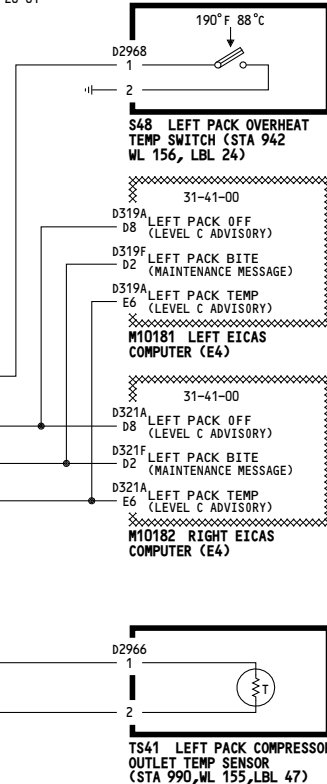 190°F 88°C
D2968
1
2
S48 LEFT PACK OVERHEAT
TEMP SWITCH (STA 942
WL 156, LBL 24)
31-41-00
D319A
D8 LEFT PACK OFF
(LEVEL C ADVISORY)
D319F
D2 LEFT PACK BITE
(MAINTENANCE MESSAGE)
D319A
E6 LEFT PACK TEMP
(LEVEL C ADVISORY)
M10181 LEFT EICAS
COMPUTER (E4)
31-41-00
D321A
D8 LEFT PACK OFF
(LEVEL C ADVISORY)
D321F
D2 LEFT PACK BITE
(MAINTENANCE MESSAGE)
D321A
E6 LEFT PACK TEMP
(LEVEL C ADVISORY)
M10182 RIGHT EICAS
COMPUTER (E4)
D2966
1
T
2
TS41 LEFT PACK COMPRESSOR
OUTLET TEMP SENSOR
(STA 990,WL 155,LBL 47)